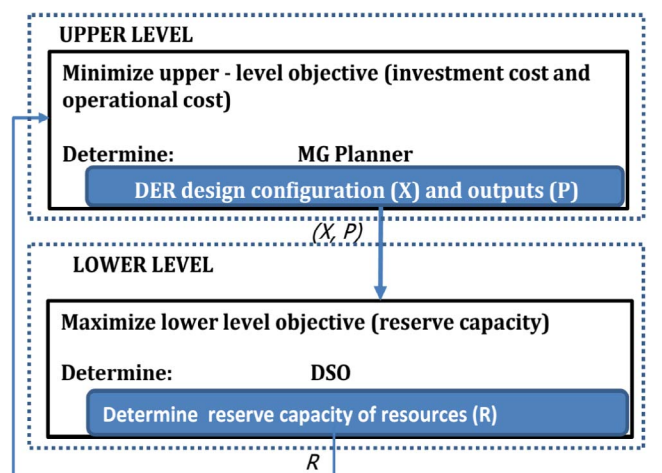 UPPER LEVEL
Minimize upper - level objective (investment cost and
operational cost)
Determine: MG Planner
DER design configuration (X) and outputs (P)
(X, P)
LOWER LEVEL
Maximize lower level objective (reserve capacity)
Determine: DSO
Determine reserve capacity of resources (R)
R